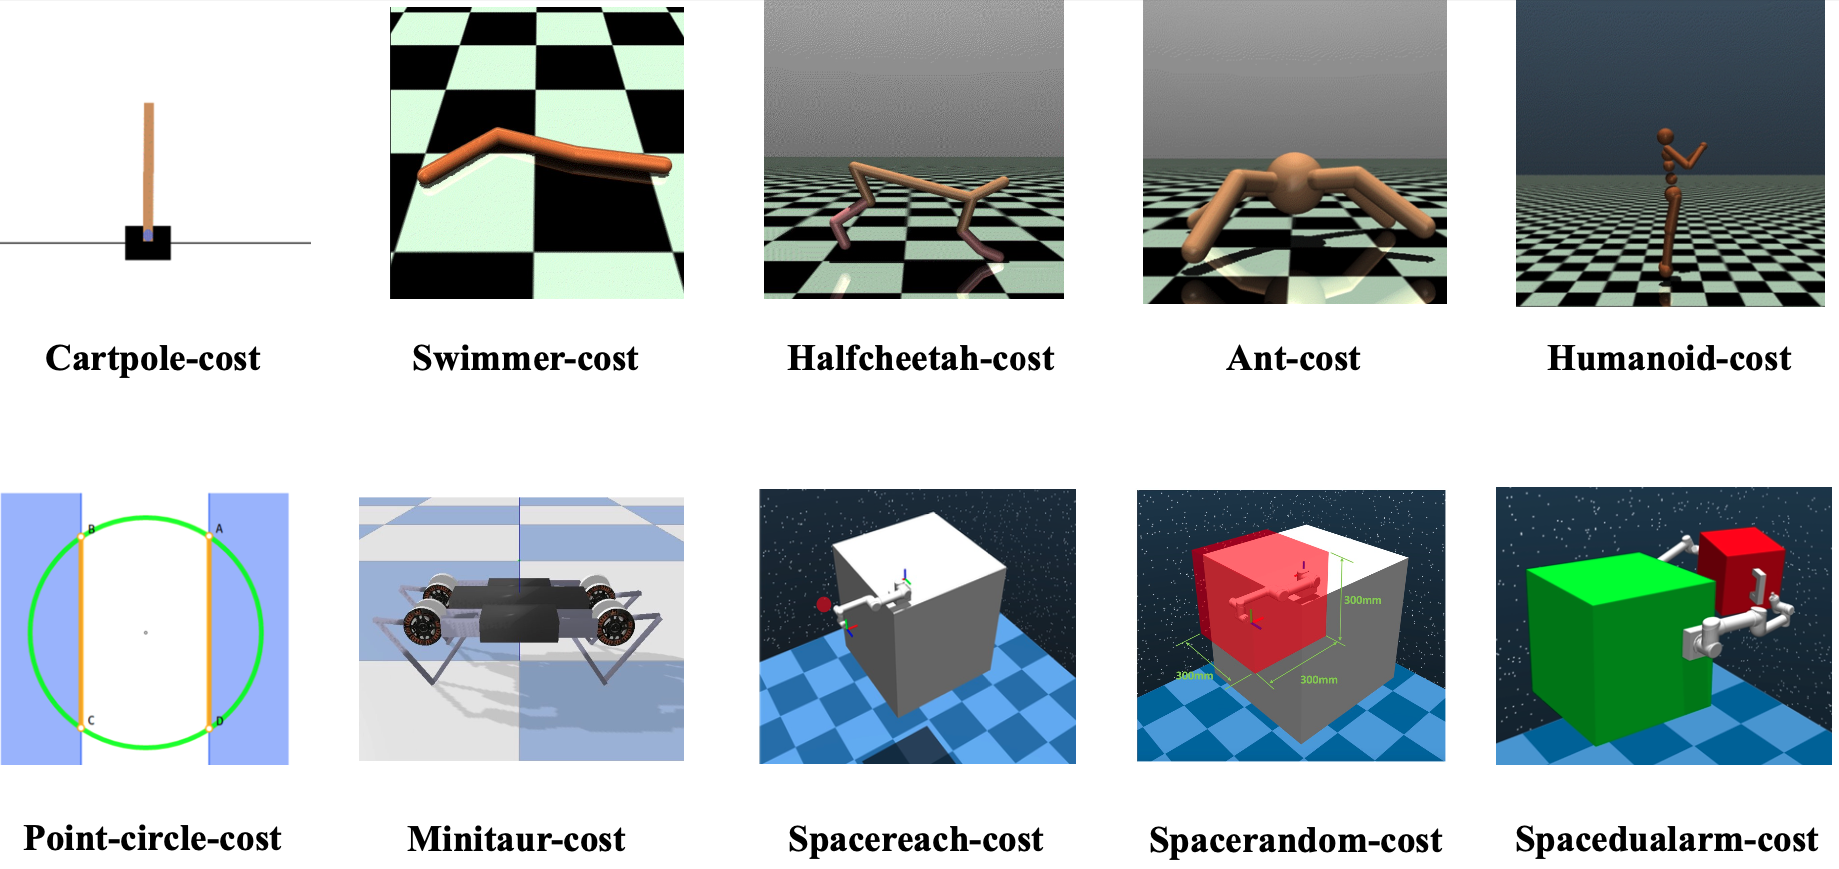 Cartpole-cost
Swimmer-cost
Halfcheetah-cost
Ant-cost
Humanoid-cost
B
A
C
D
300mm
300mm
300mm
Point-circle-cost
Minitaur-cost
Spacereach-cost
Spacerandom-cost
Spacedualarm-cost